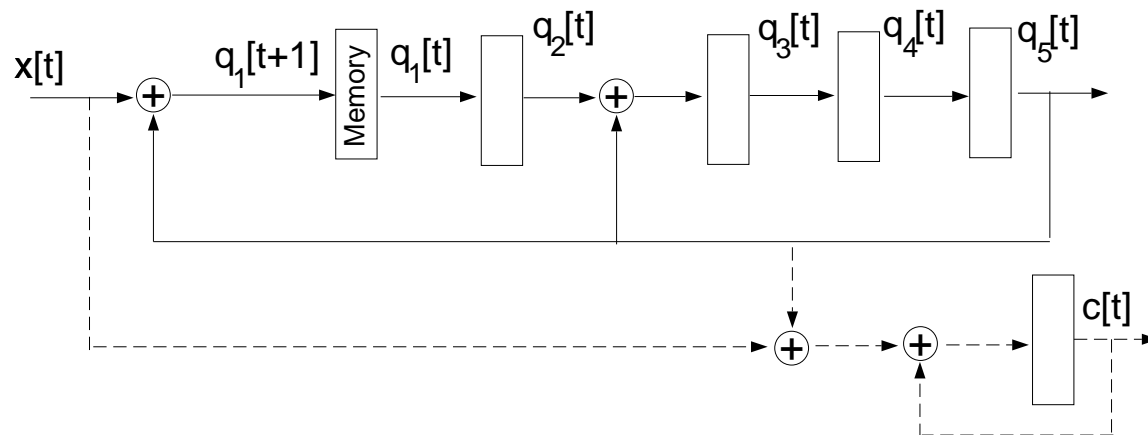 x[t]
q₁[t+1]
Memory
q₁[t]
q₂[t]
q₃[t]
q₄[t]
q₅[t]
+
+
+
+
c[t]